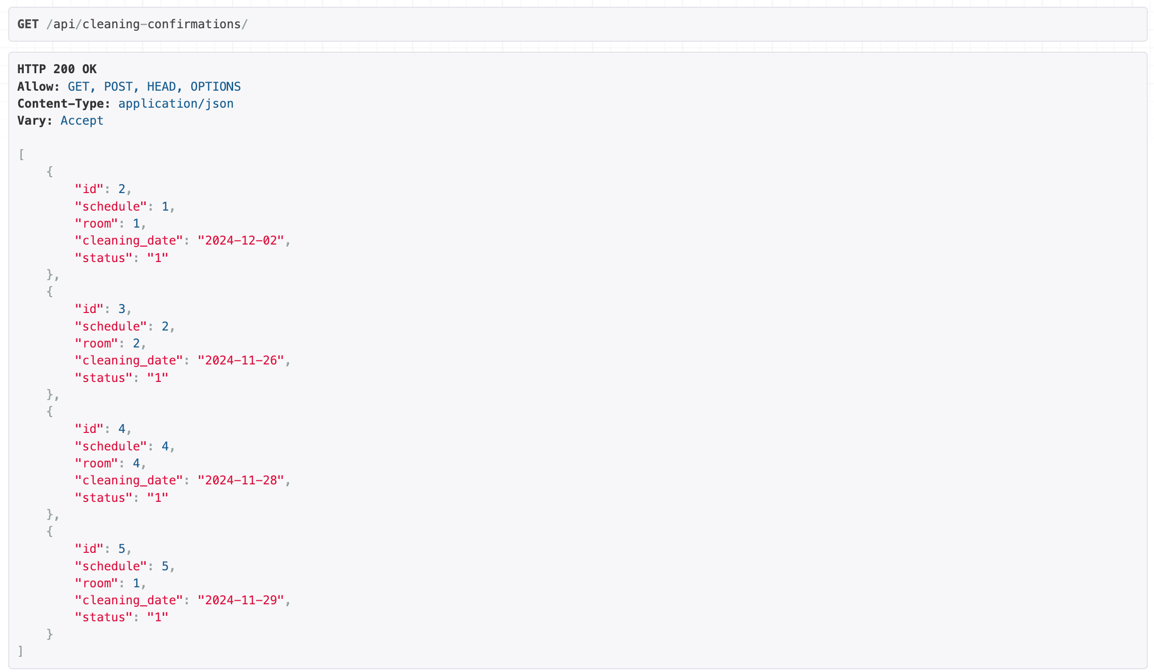 GET /api/cleaning-confirmations/
HTTP 200 OK
Allow: GET, POST, HEAD, OPTIONS
Content-Type: application/json
Vary: Accept
[
    {
        "id": 2,
        "schedule": 1,
        "room": 1,
        "cleaning_date": "2024-12-02",
        "status": "1"
    },
    {
        "id": 3,
        "schedule": 2,
        "room": 2,
        "cleaning_date": "2024-11-26",
        "status": "1"
    },
    {
        "id": 4,
        "schedule": 4,
        "room": 4,
        "cleaning_date": "2024-11-28",
        "status": "1"
    },
    {
        "id": 5,
        "schedule": 5,
        "room": 1,
        "cleaning_date": "2024-11-29",
        "status": "1"
    }
]